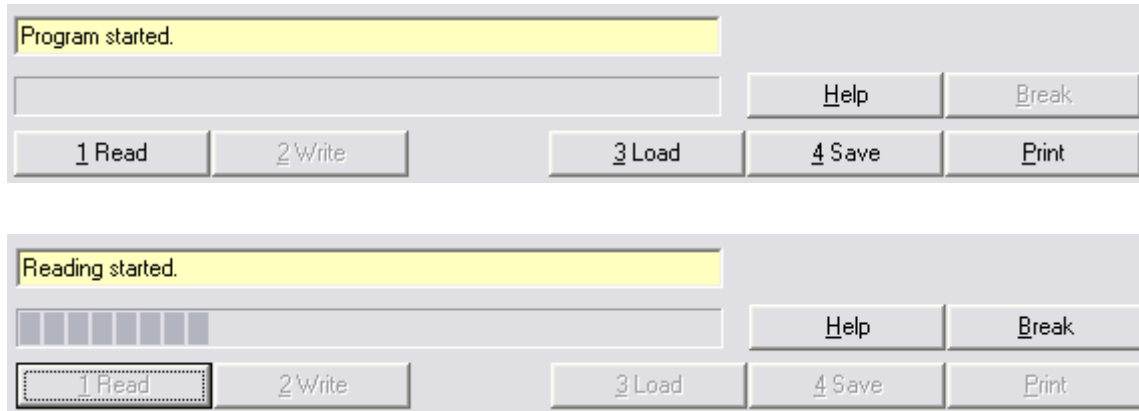 Program started.
Help Break
1 Read 2 Write 3 Load 4 Save Print
Reading started.
Help Break
1 Read 2 Write 3 Load 4 Save Print